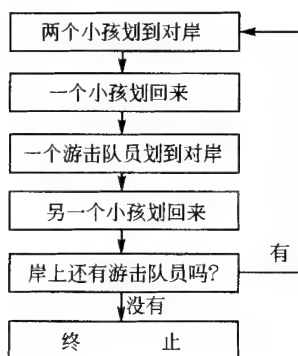 两个小孩划到对岸
一个小孩划回来
一个游击队员划到对岸
另一个小孩划回来
岸上还有游击队员吗?
有
没有
终 止